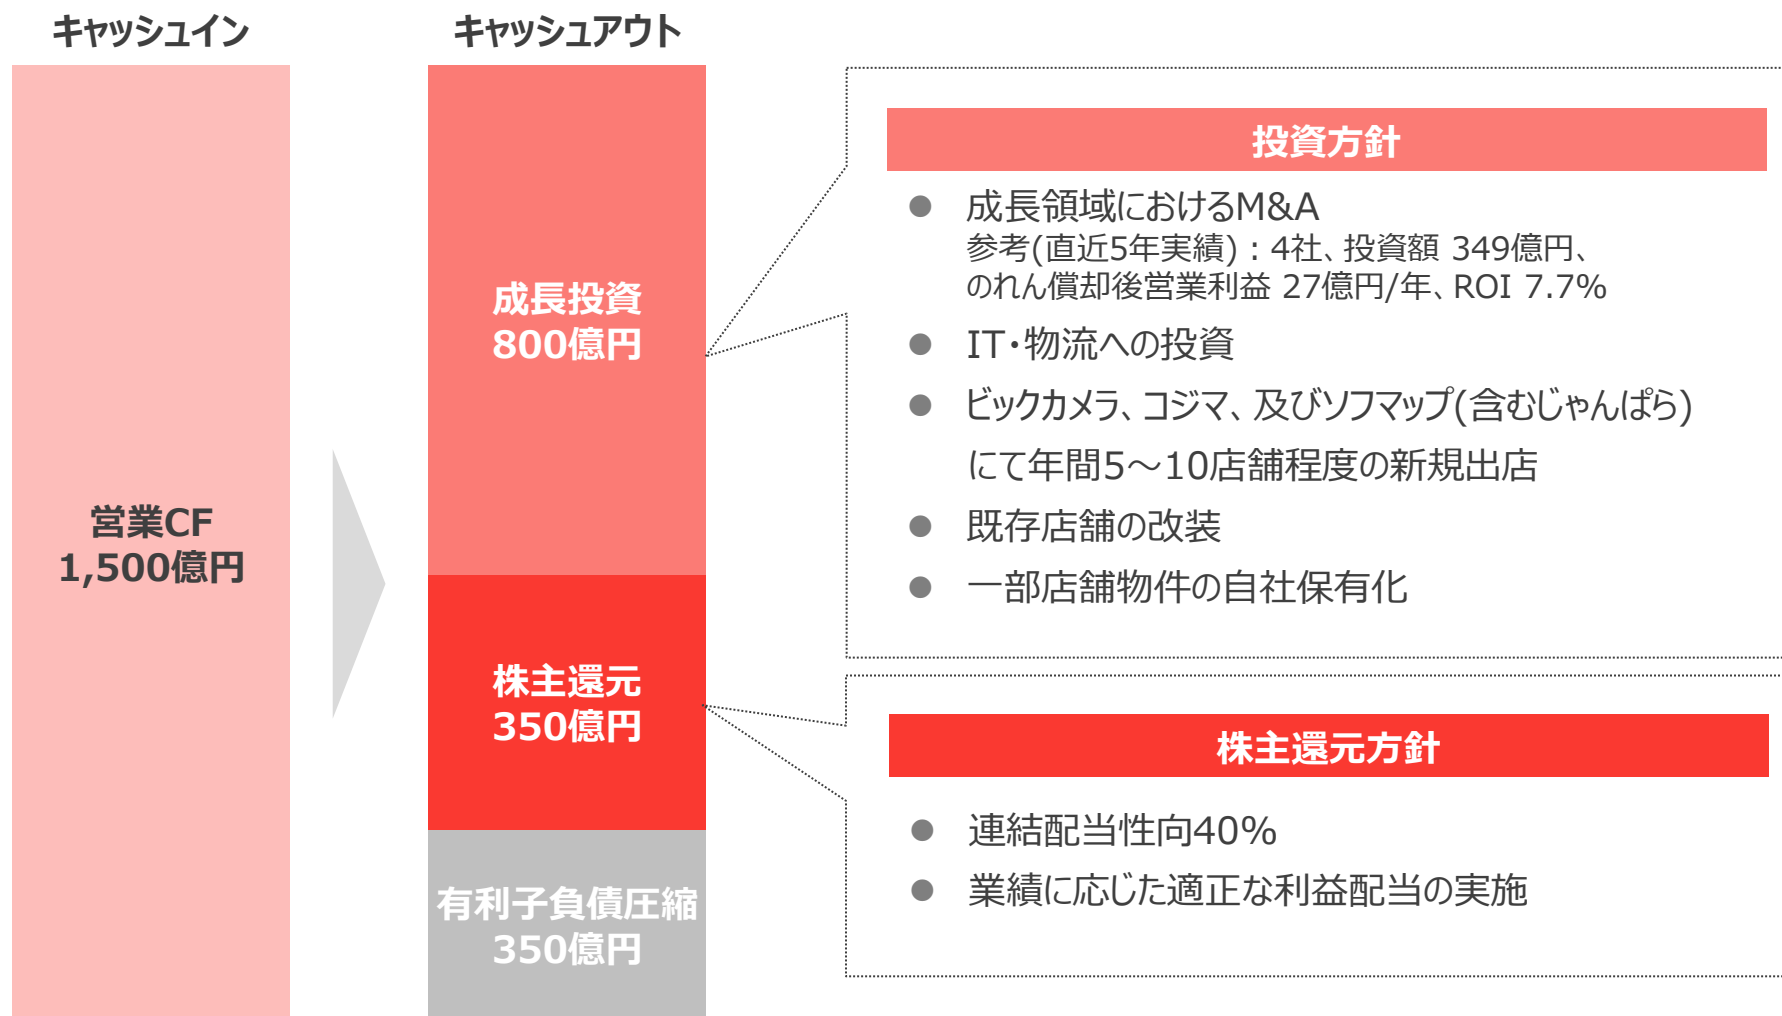 キャッシュイン
キャッシュアウト
営業CF
1,500億円
成長投資
800億円
株主還元
350億円
有利子負債圧縮
350億円
投資方針
● 成長領域におけるM&A
参考(直近5年実績)：4社、投資額 349億円、
のれん償却後営業利益 27億円/年、ROI 7.7%
● IT・物流への投資
● ビックカメラ、コジマ、及びソフマップ(含むじゃんぱら)
にて年間5～10店舗程度の新規出店
● 既存店舗の改装
● 一部店舗物件の自社保有化
株主還元方針
● 連結配当性向40%
● 業績に応じた適正な利益配当の実施